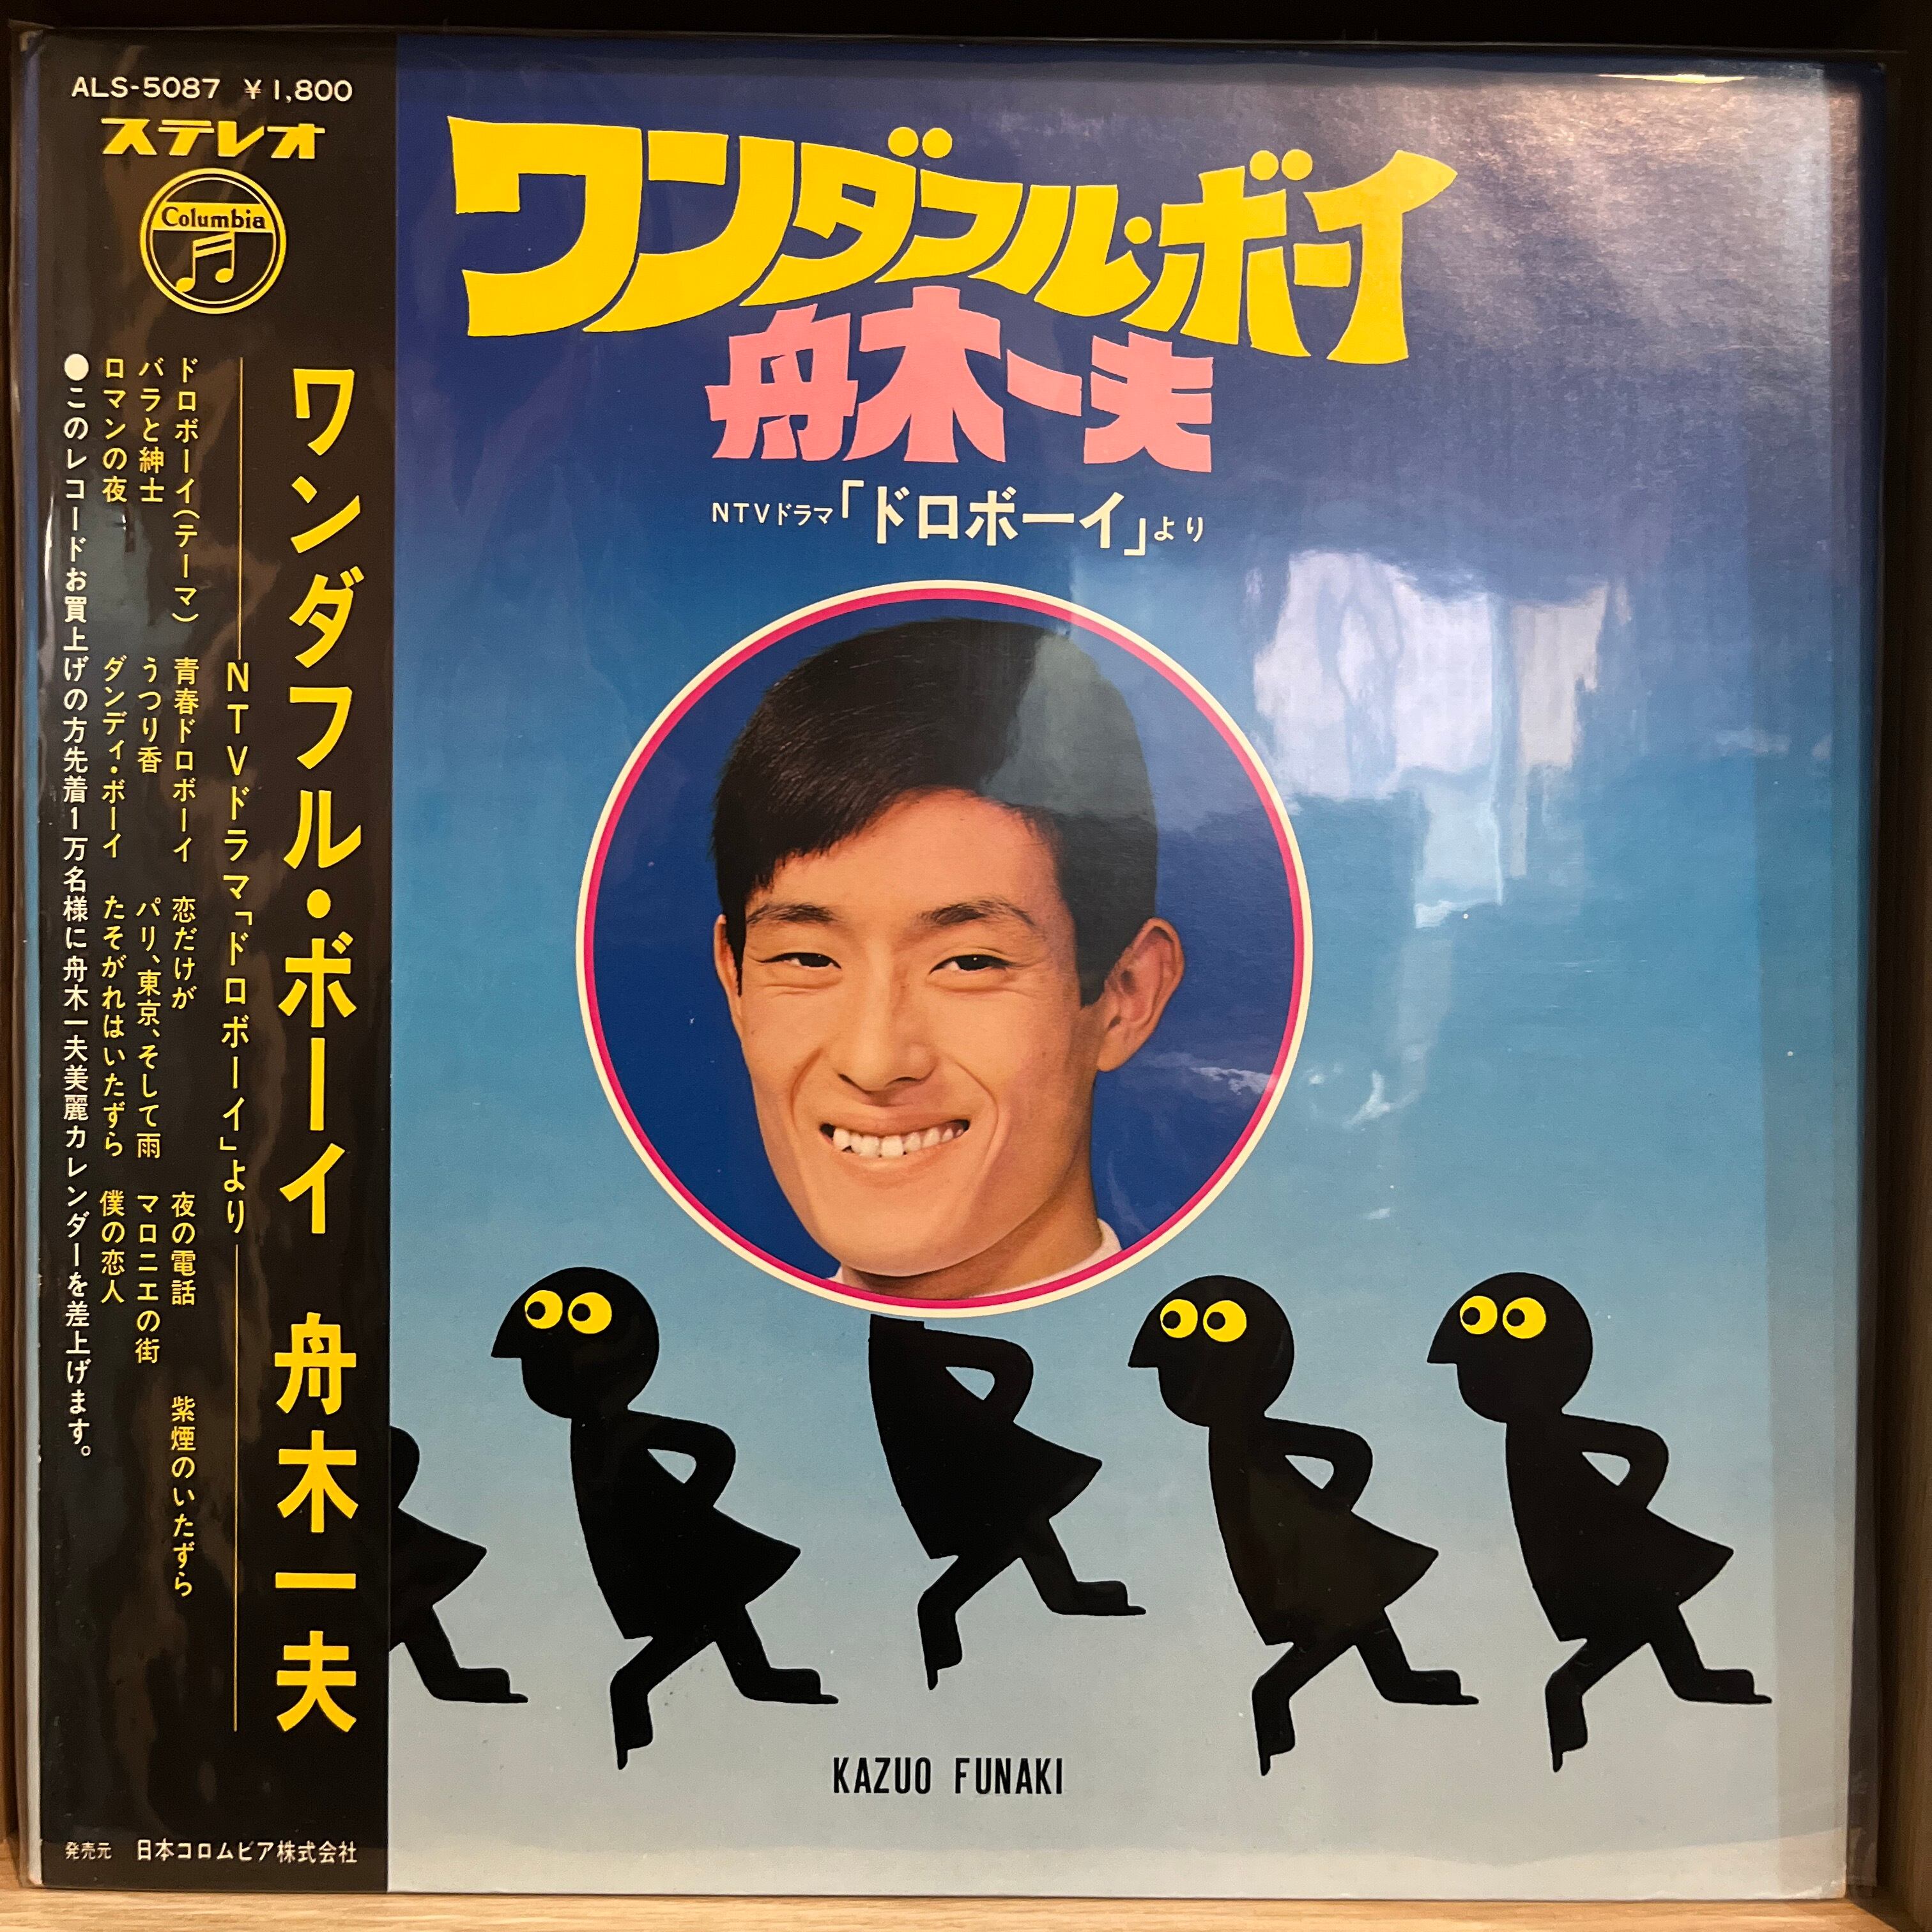 ALS-5087 ¥1,800
ステレオ
Columbia
ワンダフル・ボーイ 舟木一夫
NTVドラマ「ドロボーイ」より
ドロボーイ(テーマ) 青春ドロボーイ 恋だけが 夜の電話 紫煙のいたずら
バラと紳士 うつり香 パリ、東京、そして雨 マロニエの街
ロマンの夜 ダンディ・ボーイ たそがれはいたずら 僕の恋人
●このレコードお買上げの方先着1万名様に舟木一夫美麗カレンダーを差上げます。
発売元 日本コロムビア株式会社
ワンダフル・ボーイ
舟木一夫
NTVドラマ「ドロボーイ」より
KAZUO FUNAKI